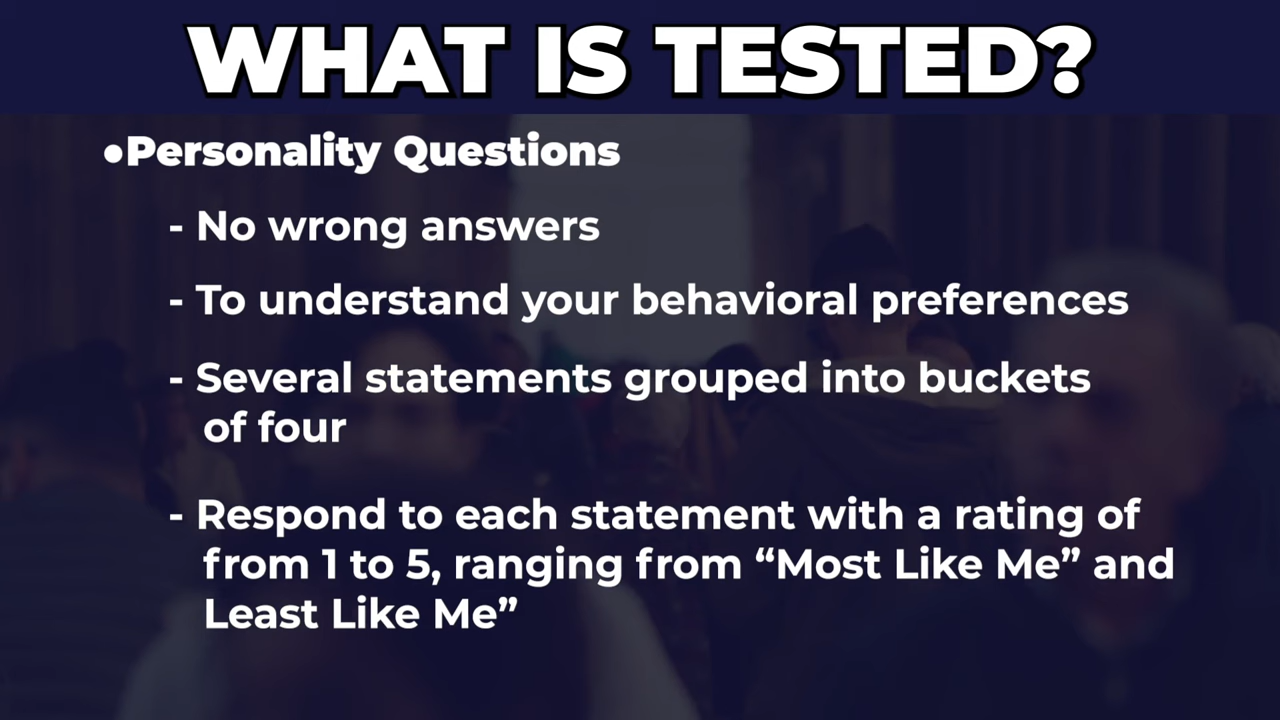 WHAT IS TESTED?
•Personality Questions
- No wrong answers
- To understand your behavioral preferences
- Several statements grouped into buckets
of four
- Respond to each statement with a rating of
from 1 to 5, ranging from “Most Like Me” and
Least Like Me”